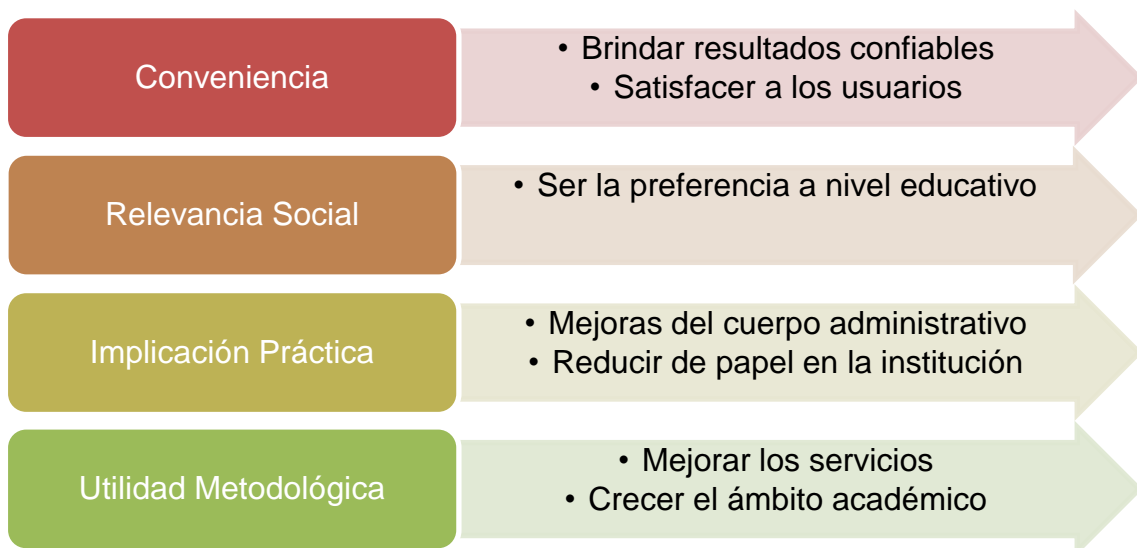 Conveniencia
• Brindar resultados confiables
• Satisfacer a los usuarios
Relevancia Social
• Ser la preferencia a nivel educativo
Implicación Práctica
• Mejoras del cuerpo administrativo
• Reducir de papel en la institución
Utilidad Metodológica
• Mejorar los servicios
• Crecer el ámbito académico